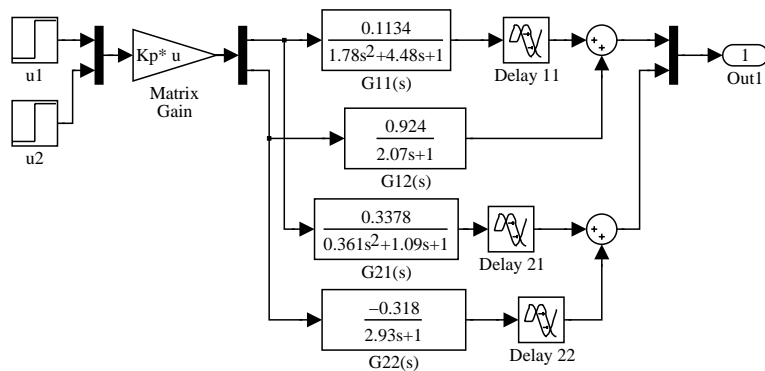 u1
u2
Kp* u
Matrix
Gain
0.1134
1.78s²+4.48s+1
G11(s)
Delay 11
+
+
0.924
2.07s+1
G12(s)
0.3378
0.361s²+1.09s+1
G21(s)
Delay 21
+
+
−0.318
2.93s+1
G22(s)
Delay 22
1
Out1